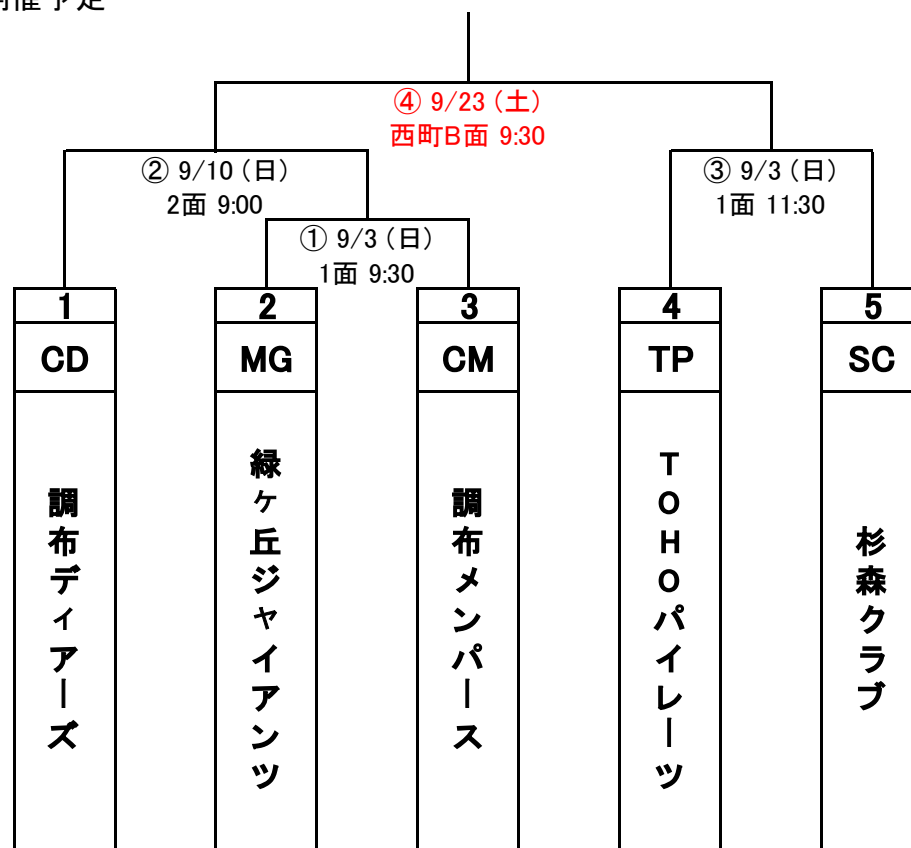 開催予定
④ 9/23 (土)
西町B面 9:30
② 9/10 (日)
2面 9:00
③ 9/3 (日)
1面 11:30
① 9/3 (日)
1面 9:30
1
2
3
4
5
CD
MG
CM
TP
SC
調布ディアーズ
緑ヶ丘ジャイアンツ
調布メンパース
TOHOパイレーツ
杉森クラブ